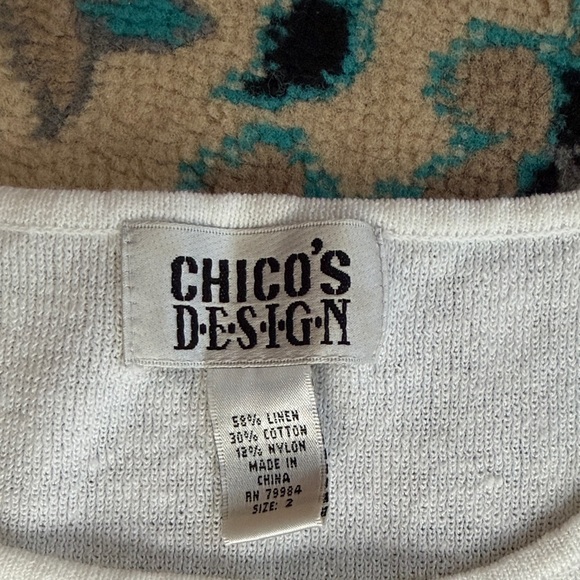 CHICO'S
D·E·S·I·G·N
58% LINEN
30% COTTON
12% NYLON
MADE IN
CHINA
RN 79984
SIZE: 2